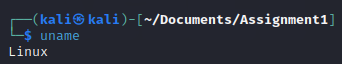 ┌──(kali㉿kali)-[~/Documents/Assignment1]
└─$ uname
Linux